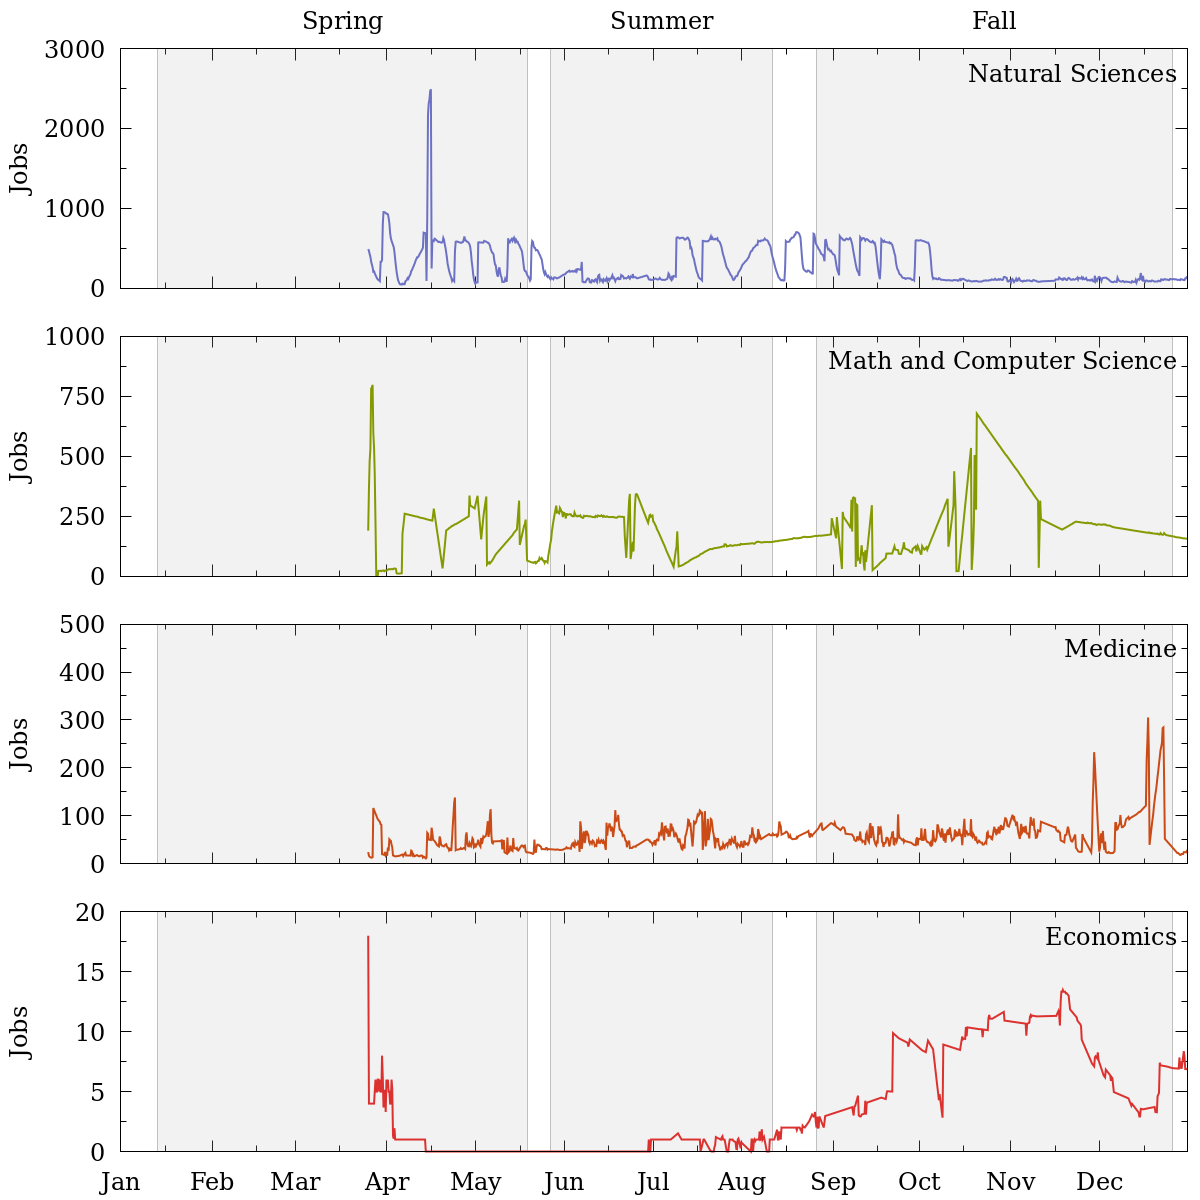 Spring Summer Fall
3000
Natural Sciences
2000
Jobs
1000
0
1000
Math and Computer Science
750
500
Jobs
250
0
500
Medicine
400
300
Jobs
200
100
0
20
Economics
15
10
Jobs
5
0
Jan Feb Mar Apr May Jun Jul Aug Sep Oct Nov Dec